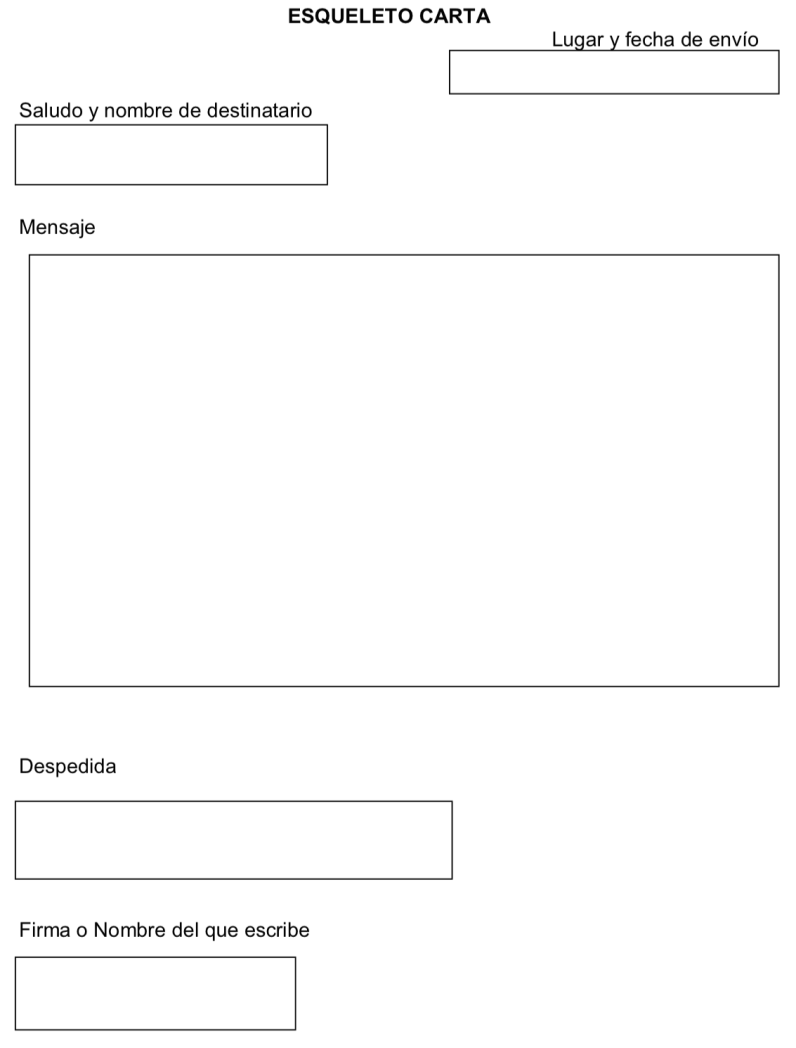 ESQUELETO CARTA
Lugar y fecha de envío
Saludo y nombre de destinatario
Mensaje
Despedida
Firma o Nombre del que escribe